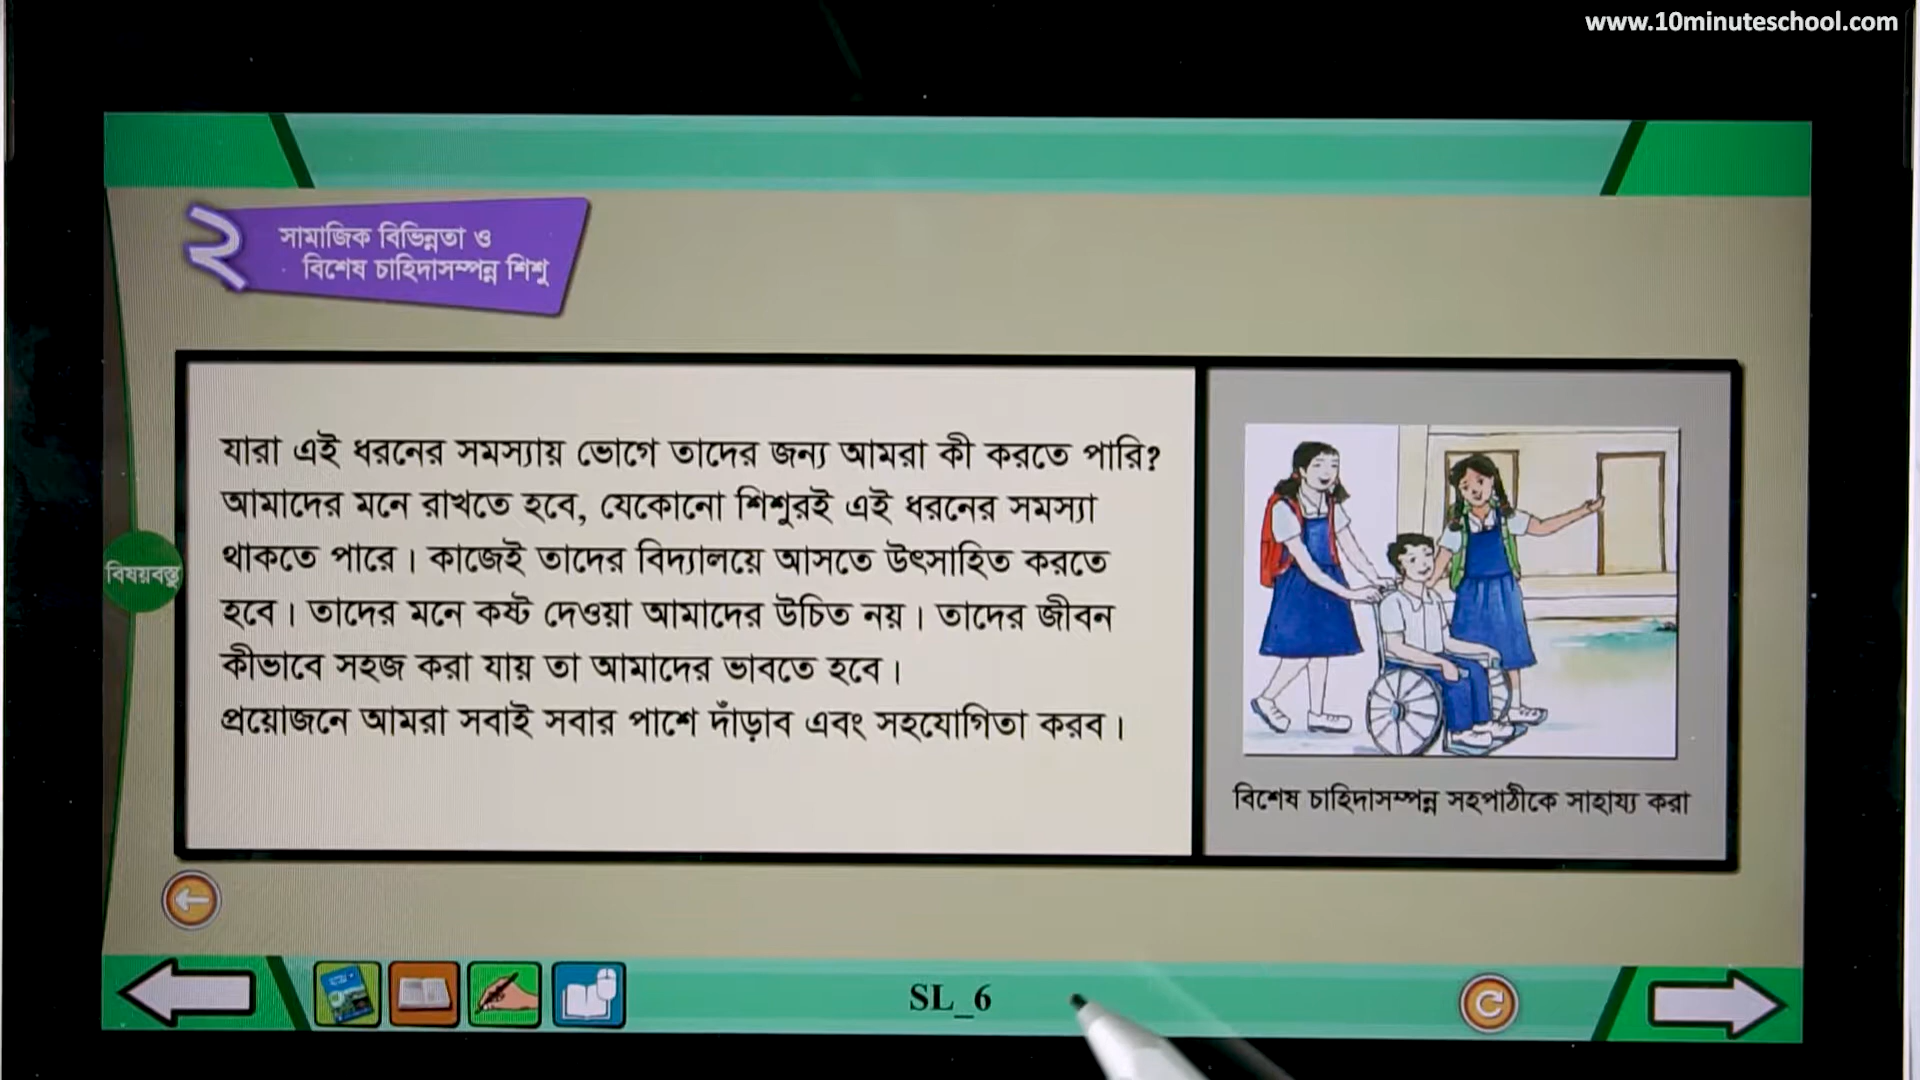 www.10minuteschool.com
২
সামাজিক বিভিন্নতা ও
বিশেষ চাহিদাসম্পন্ন শিশু
যারা এই ধরনের সমস্যায় ভোগে তাদের জন্য আমরা কী করতে পারি?
আমাদের মনে রাখতে হবে, যেকোনো শিশুরই এই ধরনের সমস্যা
থাকতে পারে। কাজেই তাদের বিদ্যালয়ে আসতে উৎসাহিত করতে
হবে। তাদের মনে কষ্ট দেওয়া আমাদের উচিত নয়। তাদের জীবন
কীভাবে সহজ করা যায় তা আমাদের ভাবতে হবে।
প্রয়োজনে আমরা সবাই সবার পাশে দাঁড়াব এবং সহযোগিতা করব।
বিষয়বস্তু
বিশেষ চাহিদাসম্পন্ন সহপাঠীকে সাহায্য করা
SL_6